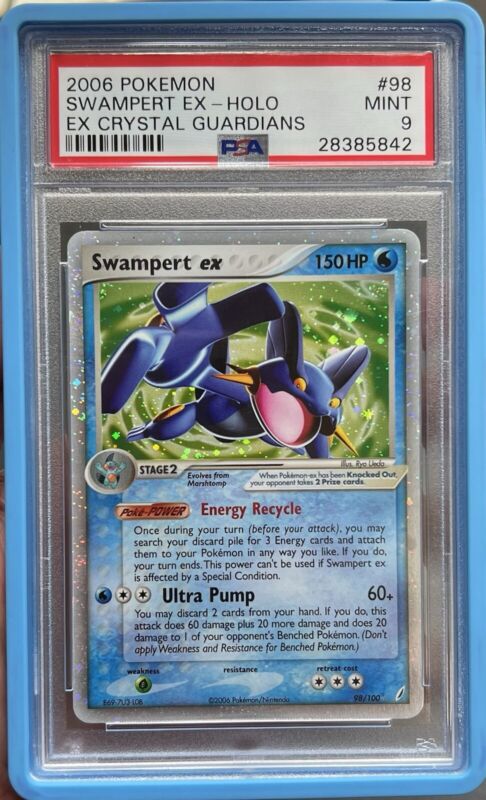 2006 POKEMON #98
SWAMPERT EX - HOLO MINT
EX CRYSTAL GUARDIANS 9
PSA 28385842
Swampert ex 150 HP
Illus. Ryo Ueda
STAGE2 Evolves from Marshtomp
When Pokémon-ex has been Knocked Out,
your opponent takes 2 Prize cards.
Poké-POWER Energy Recycle
Once during your turn (before your attack), you may
search your discard pile for 3 Energy cards and attach
them to your Pokémon in any way you like. If you do,
your turn ends. This power can't be used if Swampert ex
is affected by a Special Condition.
Ultra Pump 60+
You may discard 2 cards from your hand. If you do, this
attack does 60 damage plus 20 more damage and does 20
damage to 1 of your opponent's Benched Pokémon. (Don't
apply Weakness and Resistance for Benched Pokémon.)
weakness resistance retreat cost
E69-7U3-L0B ©2006 Pokémon/Nintendo 98/100